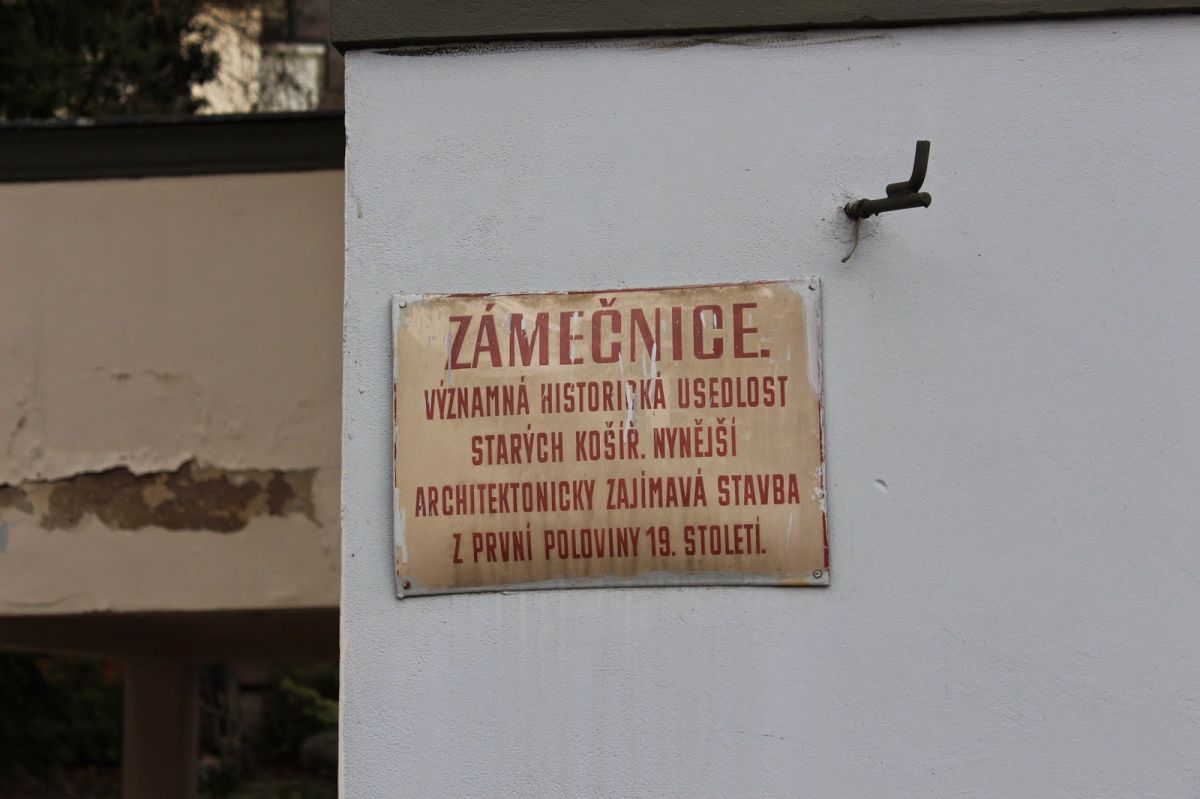 ZÁMEČNICE.
VÝZNAMNÁ HISTORICKÁ USEDLOST
STARÝCH KOŠÍŘ. NYNĚJŠÍ
ARCHITEKTONICKY ZAJÍMAVÁ STAVBA
Z PRVNÍ POLOVINY 19. STOLETÍ.